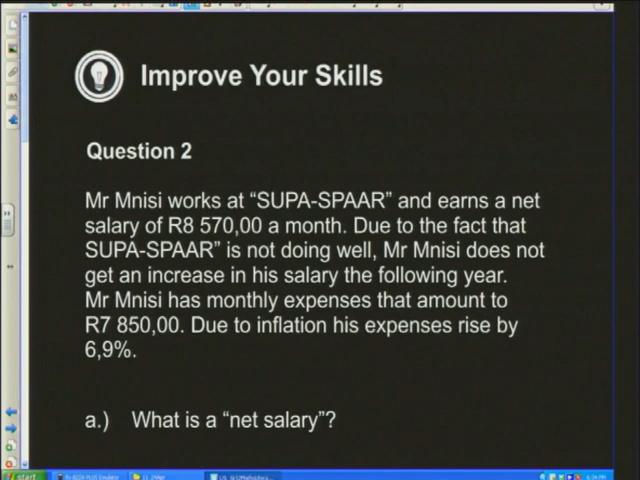 Improve Your Skills
Question 2
Mr Mnisi works at “SUPA-SPAAR” and earns a net
salary of R8 570,00 a month. Due to the fact that
SUPA-SPAAR” is not doing well, Mr Mnisi does not
get an increase in his salary the following year.
Mr Mnisi has monthly expenses that amount to
R7 850,00. Due to inflation his expenses rise by
6,9%.
a.) What is a “net salary”?
start